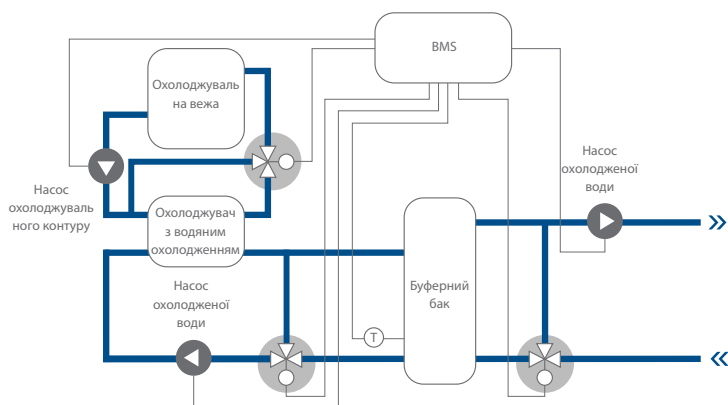 BMS
Охолоджуваль
на вежа
Насос
охолодженої
води
Насос
охолоджуваль
ного контуру
Охолоджувач
з водяним
охолодженням
Насос
охолодженої
води
Буферний
бак
T